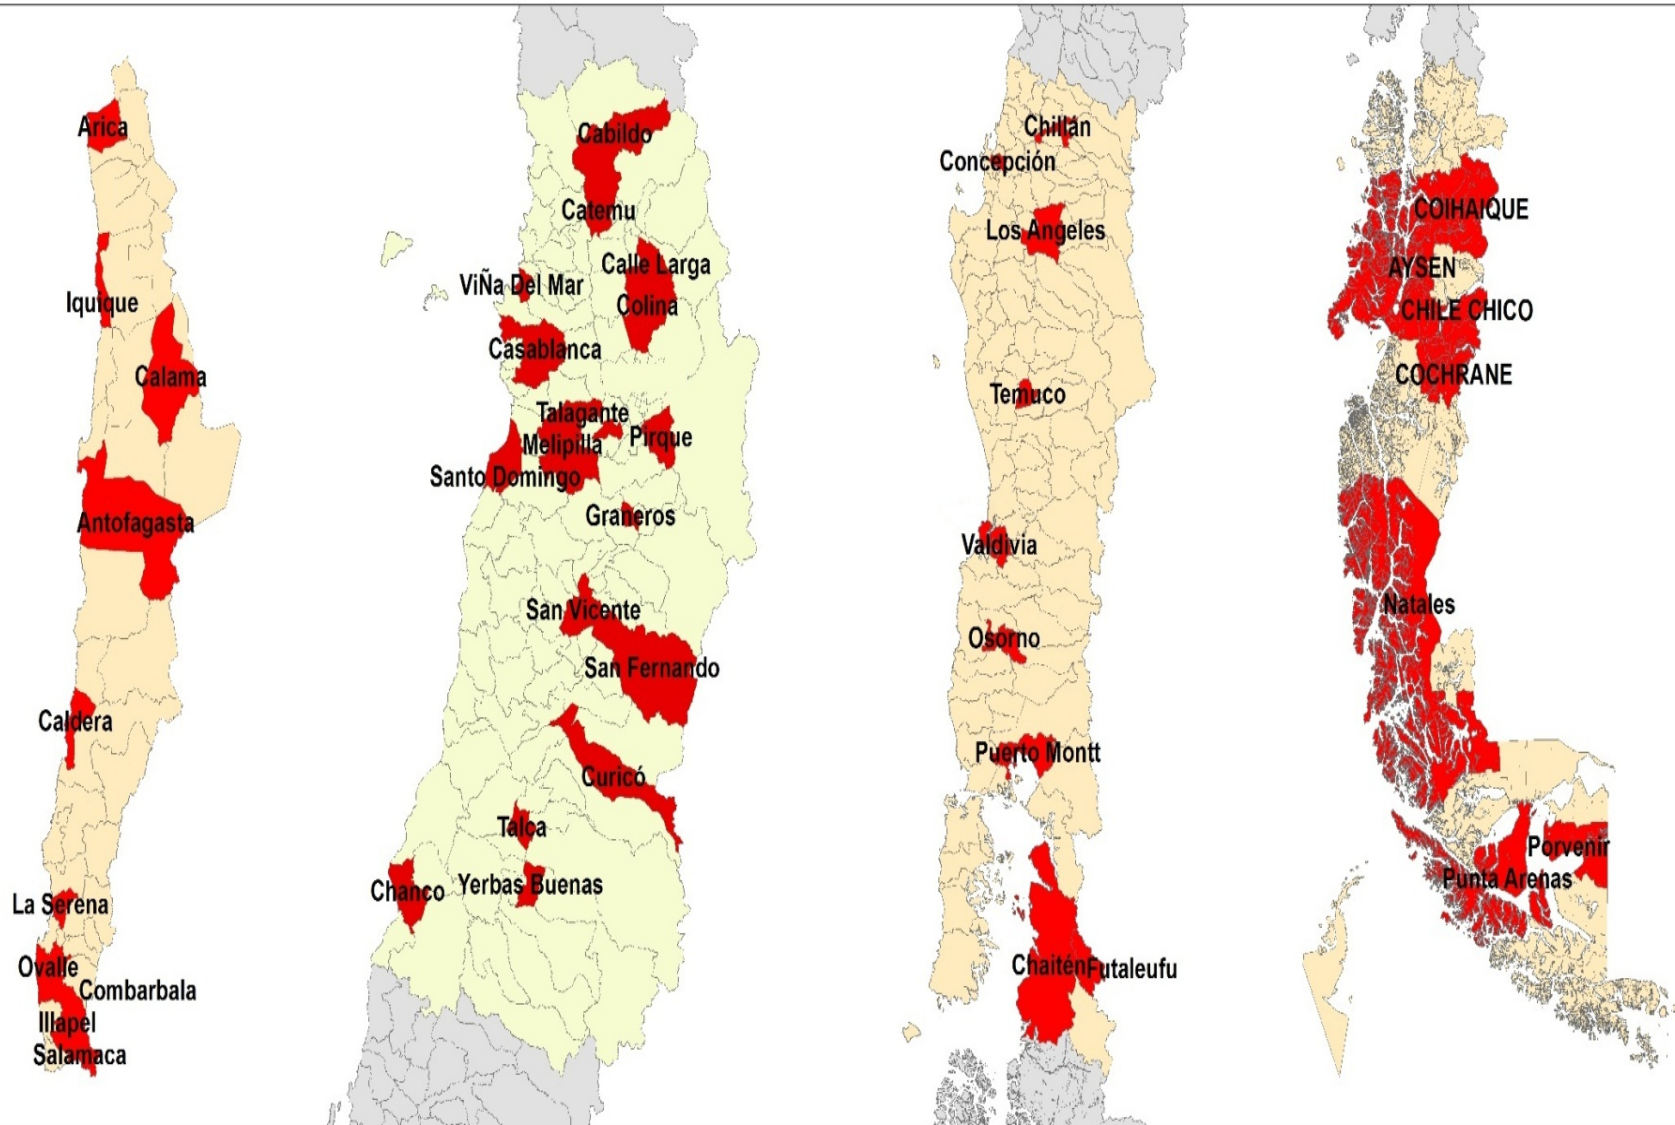 Arica
Iquique
Calama
Antofagasta
Caldera
La Serena
Ovalle
Combarbala
Illapel
Salamaca
Cabildo
Catemu
Calle Larga
ViÑa Del Mar
Colina
Casablanca
Talagante
Pirque
Melipilla
Santo Domingo
Graneros
San Vicente
San Fernando
Curicó
Talca
Chanco
Yerbas Buenas
Chillán
Concepción
Los Angeles
Temuco
Valdivia
Osorno
Puerto Montt
Chaitén
Futaleufu
COIHAIQUE
AYSEN
CHILE CHICO
COCHRANE
Natales
Porvenir
Punta Arenas